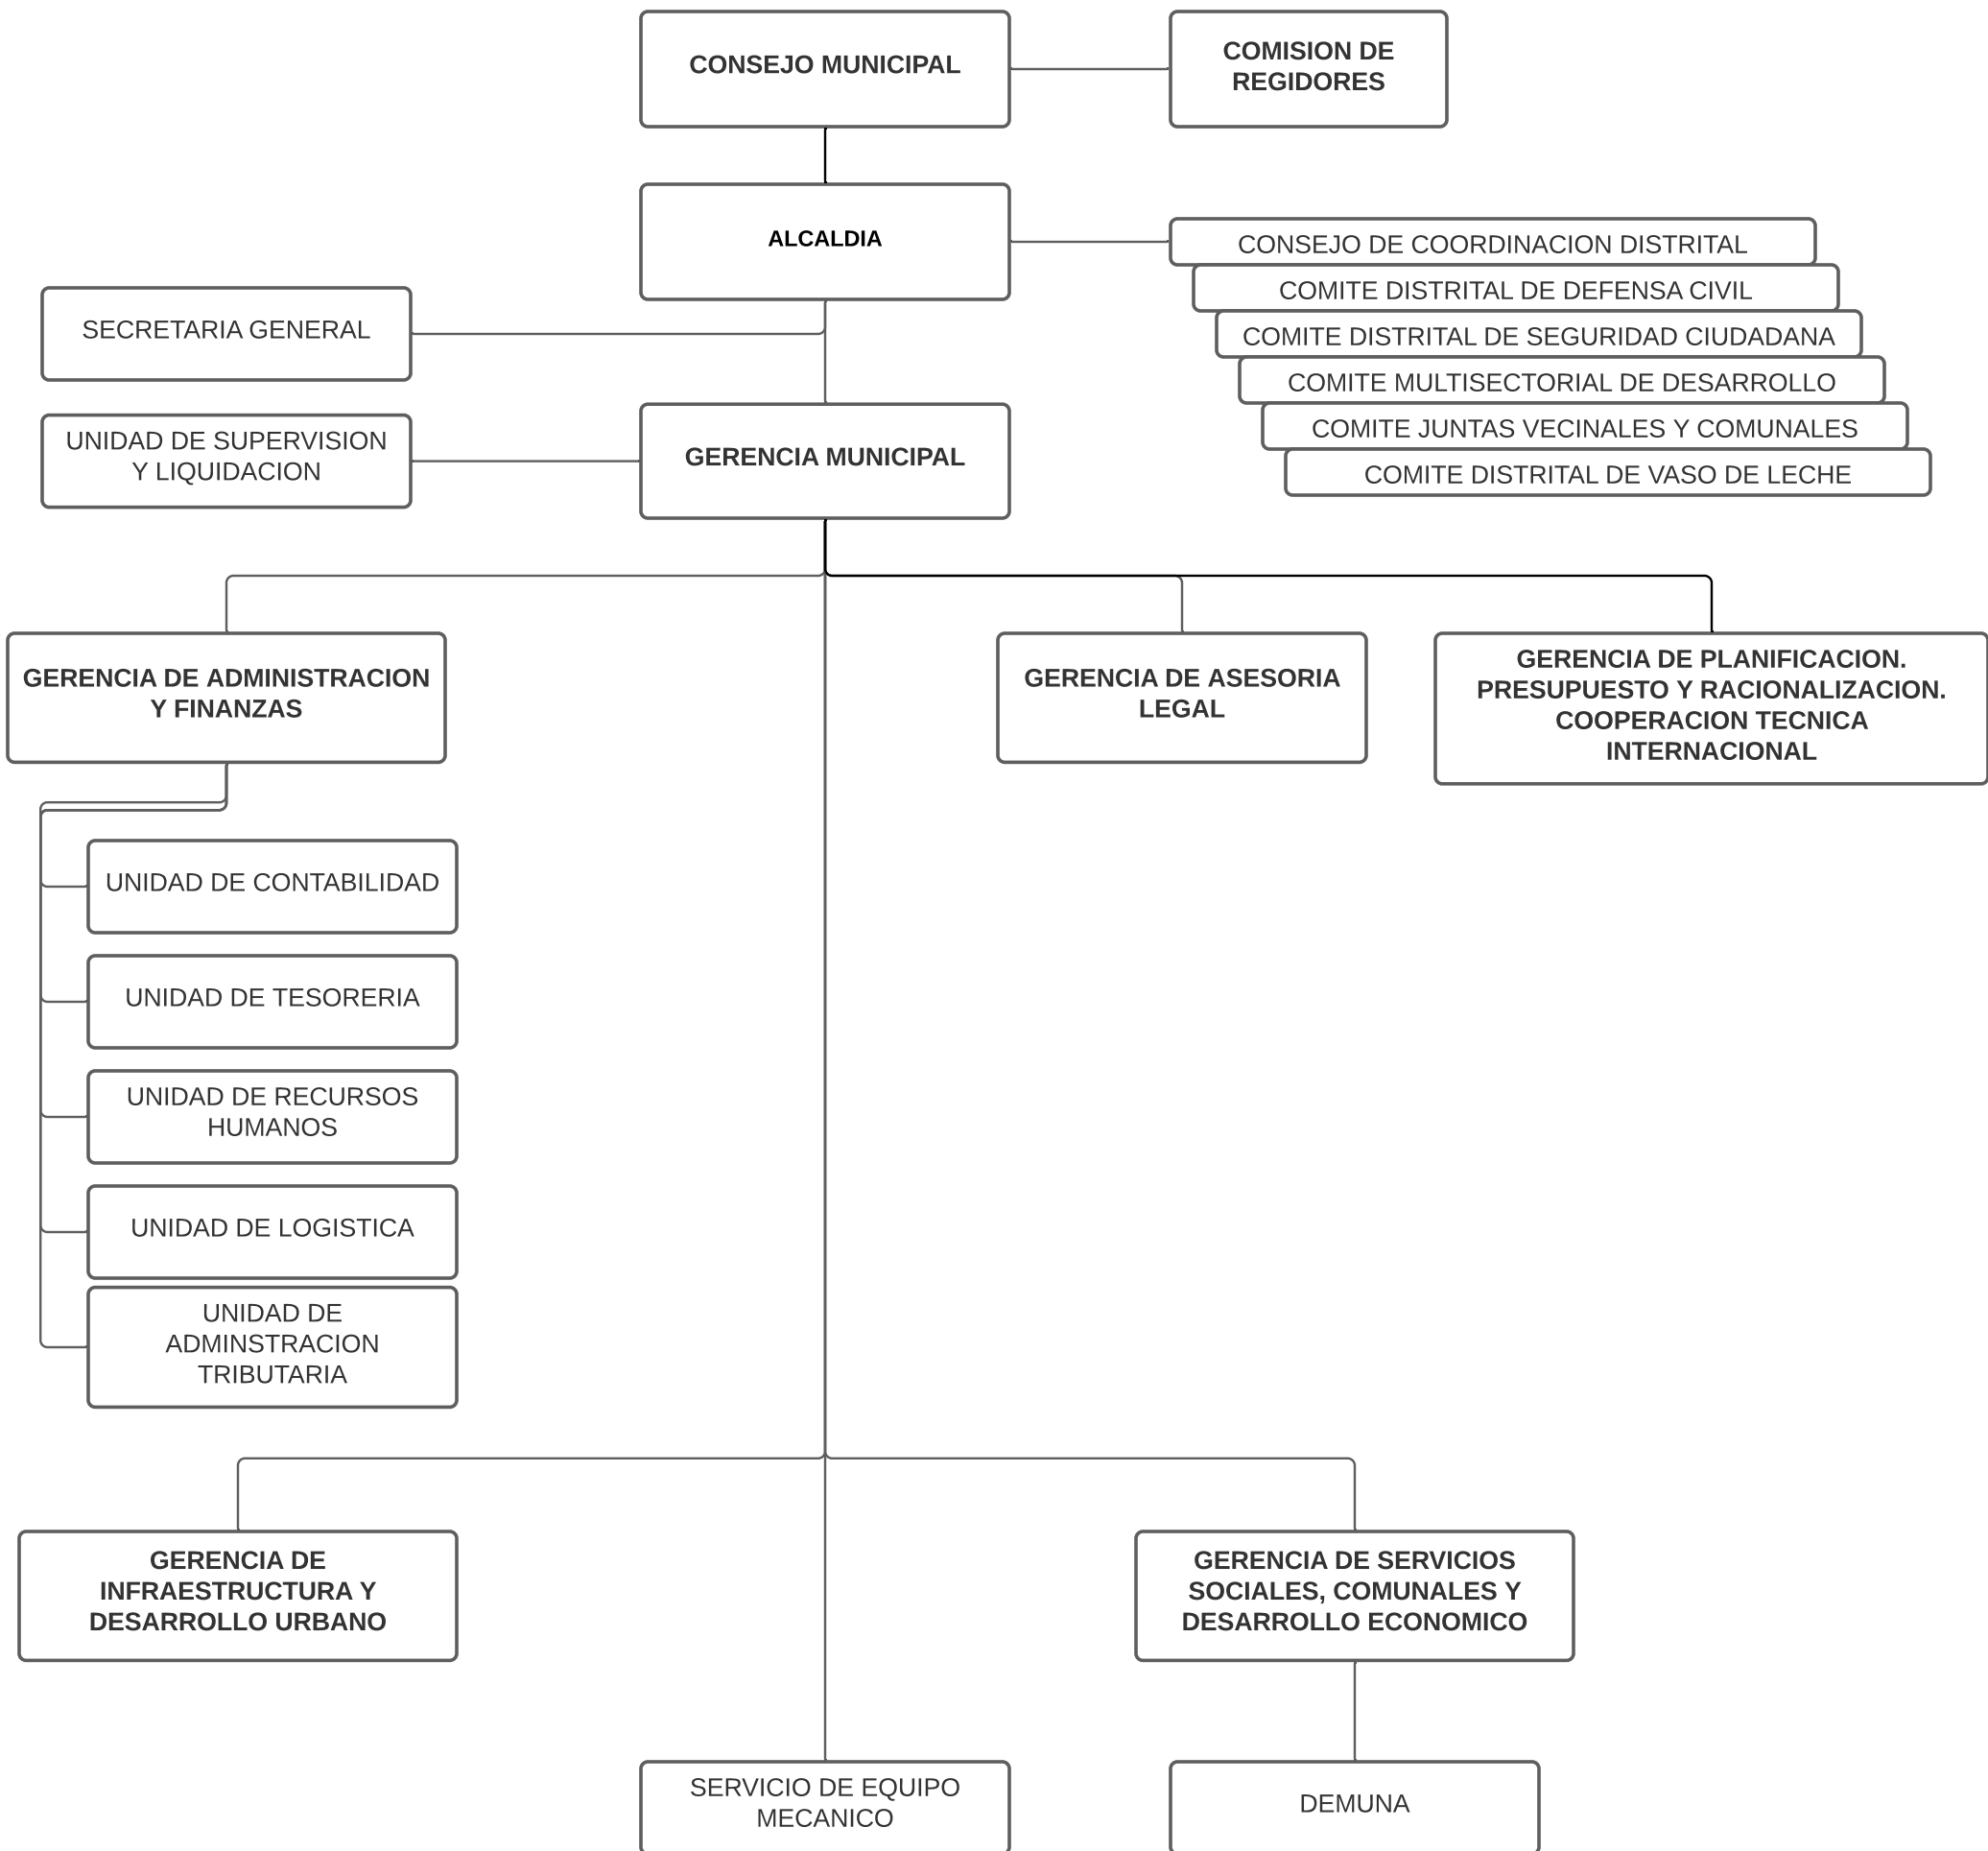 CONSEJO MUNICIPAL
COMISION DE
REGIDORES
ALCALDIA
CONSEJO DE COORDINACION DISTRITAL
COMITE DISTRITAL DE DEFENSA CIVIL
COMITE DISTRITAL DE SEGURIDAD CIUDADANA
COMITE MULTISECTORIAL DE DESARROLLO
COMITE JUNTAS VECINALES Y COMUNALES
COMITE DISTRITAL DE VASO DE LECHE
SECRETARIA GENERAL
UNIDAD DE SUPERVISION
Y LIQUIDACION
GERENCIA MUNICIPAL
GERENCIA DE ADMINISTRACION
Y FINANZAS
GERENCIA DE ASESORIA
LEGAL
GERENCIA DE PLANIFICACION.
PRESUPUESTO Y RACIONALIZACION.
COOPERACION TECNICA
INTERNACIONAL
UNIDAD DE CONTABILIDAD
UNIDAD DE TESORERIA
UNIDAD DE RECURSOS
HUMANOS
UNIDAD DE LOGISTICA
UNIDAD DE
ADMINSTRACION
TRIBUTARIA
GERENCIA DE
INFRAESTRUCTURA Y
DESARROLLO URBANO
GERENCIA DE SERVICIOS
SOCIALES, COMUNALES Y
DESARROLLO ECONOMICO
SERVICIO DE EQUIPO
MECANICO
DEMUNA